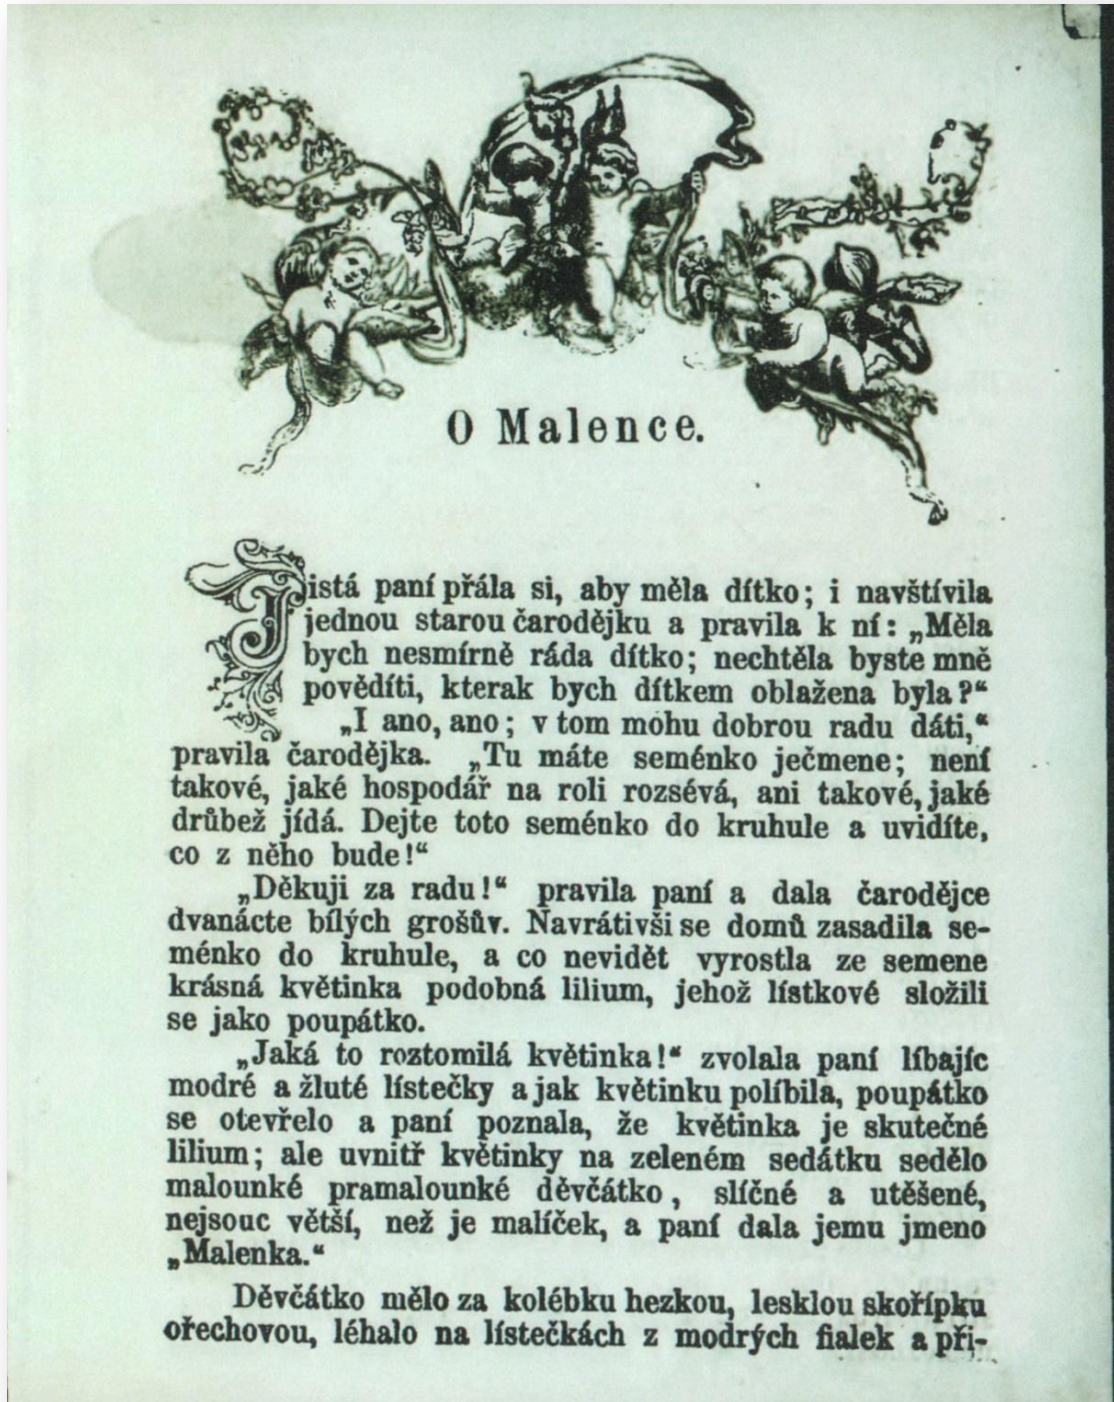 O Malence.
Jistá paní přála si, aby měla dítko; i navštívila
jednou starou čarodějku a pravila k ní: „Měla
bych nesmírně ráda dítko; nechtěla byste mně
pověděti, kterak bych dítkem oblažena byla?“
„I ano, ano; v tom mohu dobrou radu dáti,“
pravila čarodějka. „Tu máte seménko ječmene; není
takové, jaké hospodář na roli rozsévá, ani takové, jaké
drůbež jídá. Dejte toto seménko do kruhule a uvidíte,
co z něho bude!“
„Děkuji za radu!“ pravila paní a dala čarodějce
dvanácte bílých grošův. Navrátivši se domů zasadila se-
ménko do kruhule, a co nevidět vyrostla ze semene
krásná květinka podobná lilium, jehož lístkové složili
se jako poupátko.
„Jaká to roztomilá květinka!“ zvolala paní líbajíc
modré a žluté lístečky a jak květinku políbila, poupátko
se otevřelo a paní poznala, že květinka je skutečné
lilium; ale uvnitř květinky na zeleném sedátku sedělo
malounké pramalounké děvčátko, slíčné a utěšené,
nejsouc větší, než je malíček, a paní dala jemu jmeno
„Malenka.“
Děvčátko mělo za kolébku hezkou, lesklou skořípku
ořechovou, léhalo na lístečkách z modrých fialek a při-